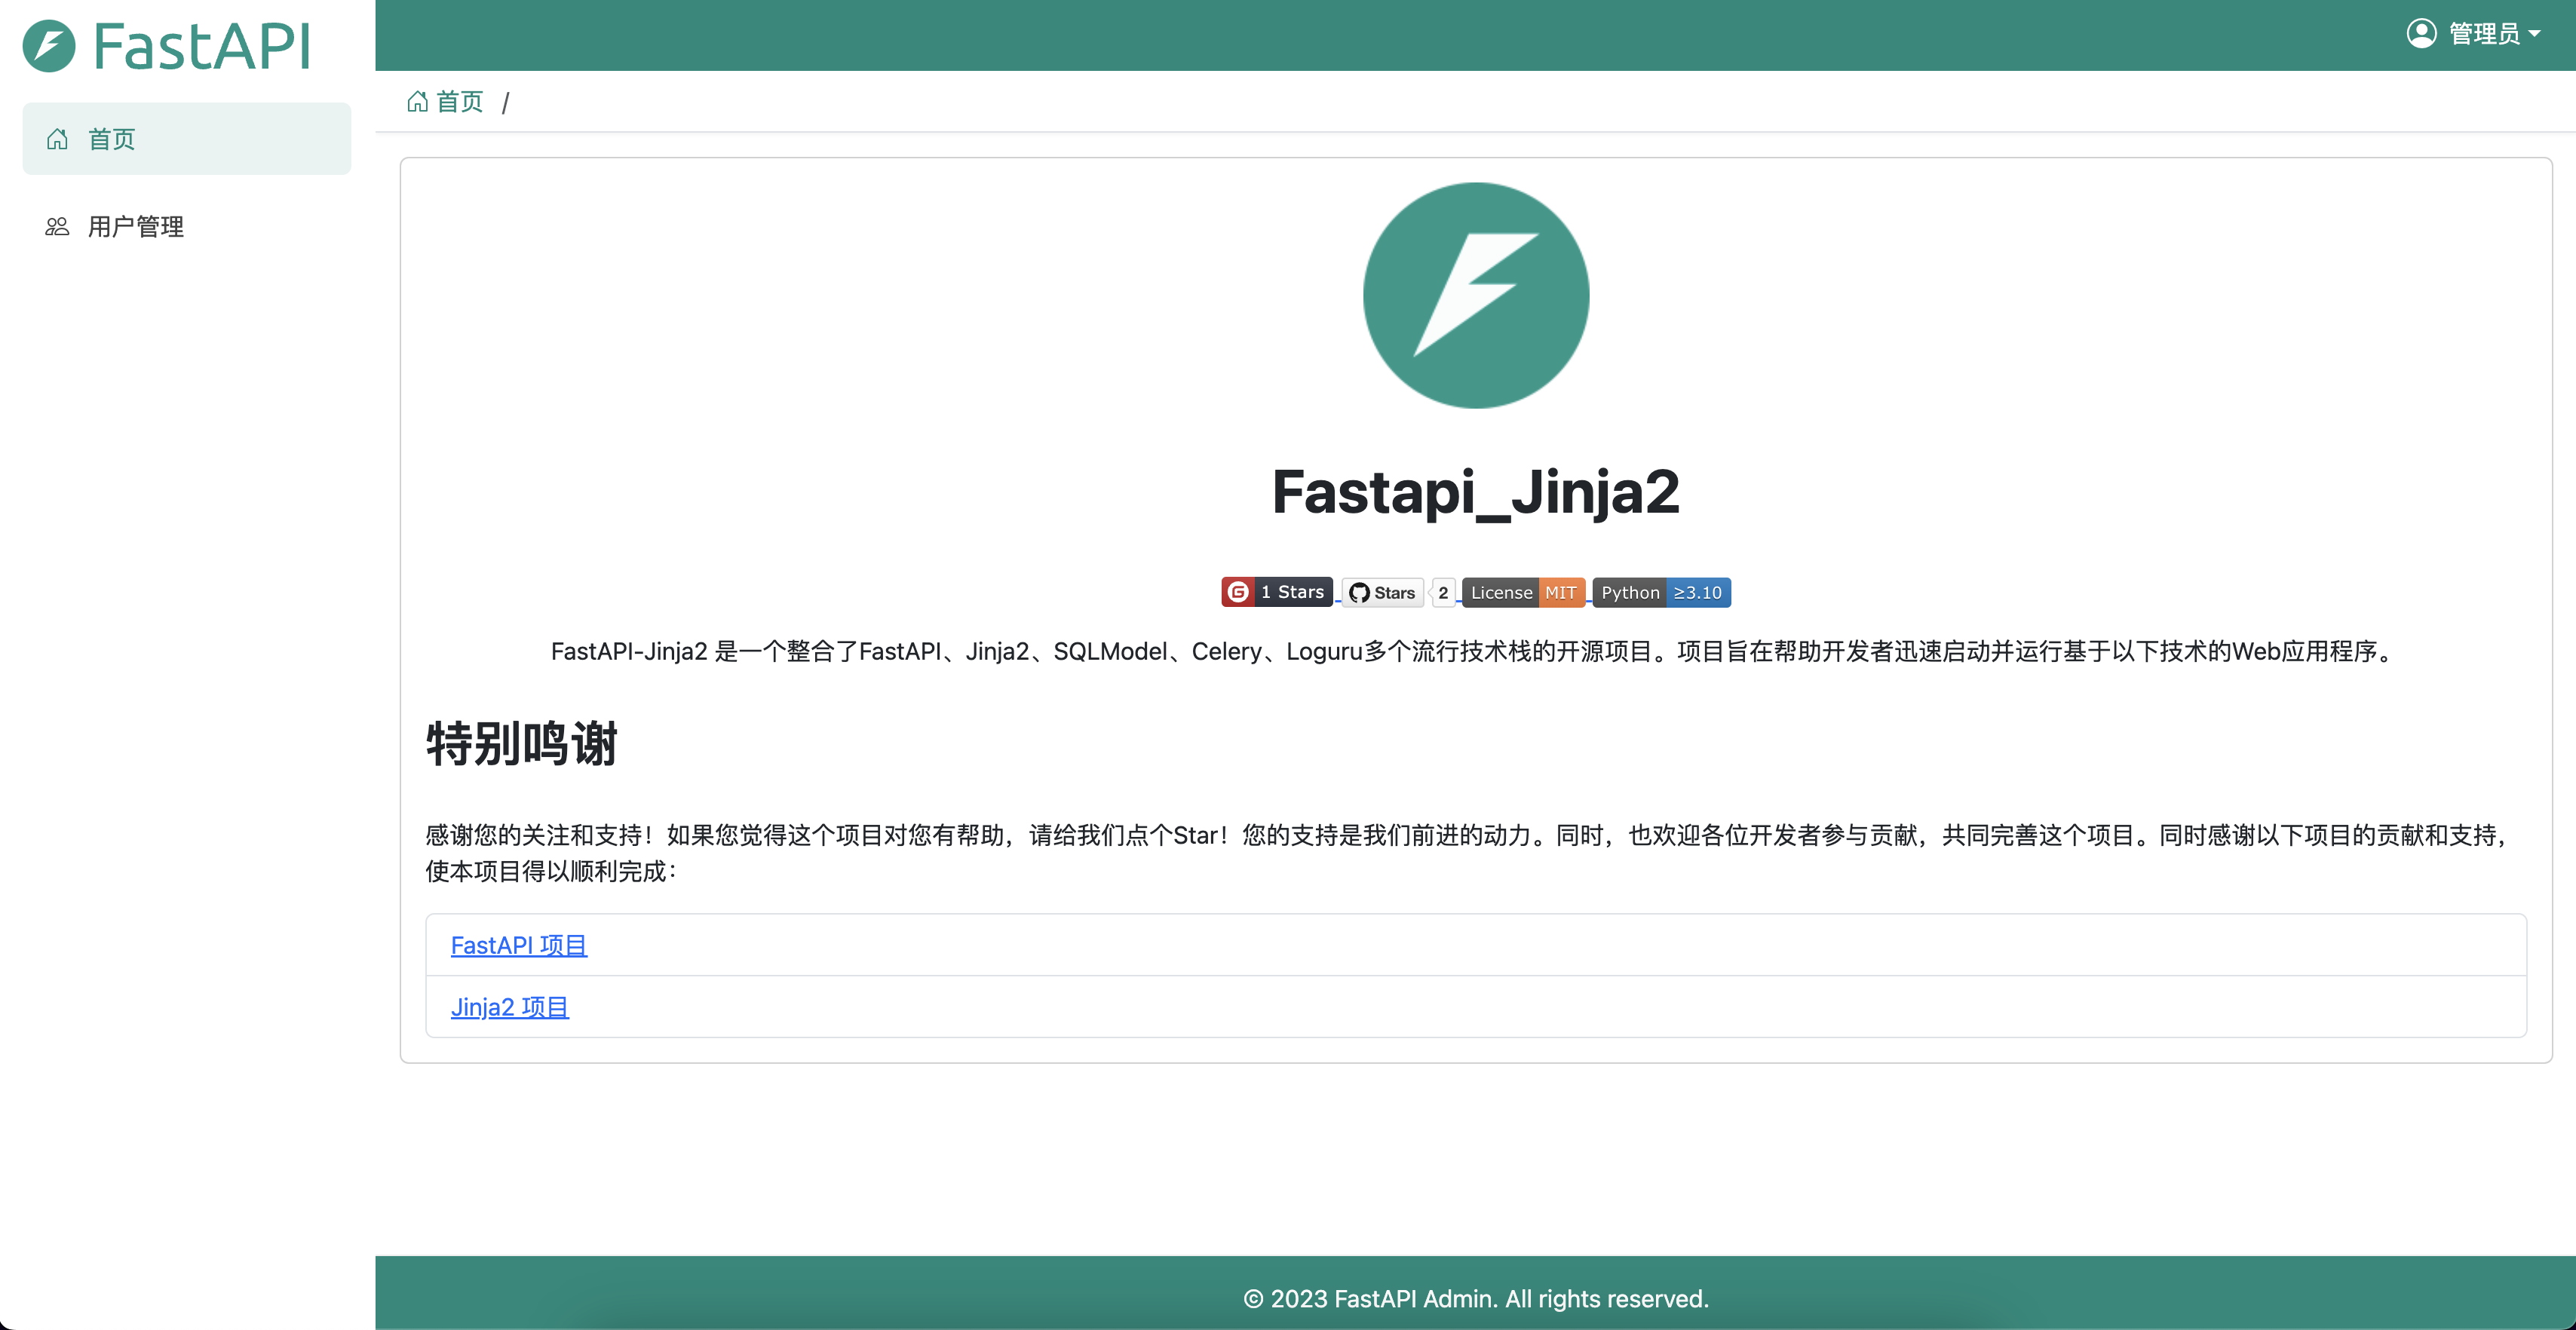 FastAPI
管理员
首页
用户管理
首页 /
Fastapi_Jinja2
1 Stars Stars 2 License MIT Python ≥3.10
FastAPI-Jinja2 是一个整合了FastAPI、Jinja2、SQLModel、Celery、Loguru多个流行技术栈的开源项目。项目旨在帮助开发者迅速启动并运行基于以下技术的Web应用程序。
特别鸣谢
感谢您的关注和支持！如果您觉得这个项目对您有帮助，请给我们点个Star！您的支持是我们前进的动力。同时，也欢迎各位开发者参与贡献，共同完善这个项目。同时感谢以下项目的贡献和支持，
使本项目得以顺利完成：
FastAPI 项目
Jinja2 项目
© 2023 FastAPI Admin. All rights reserved.